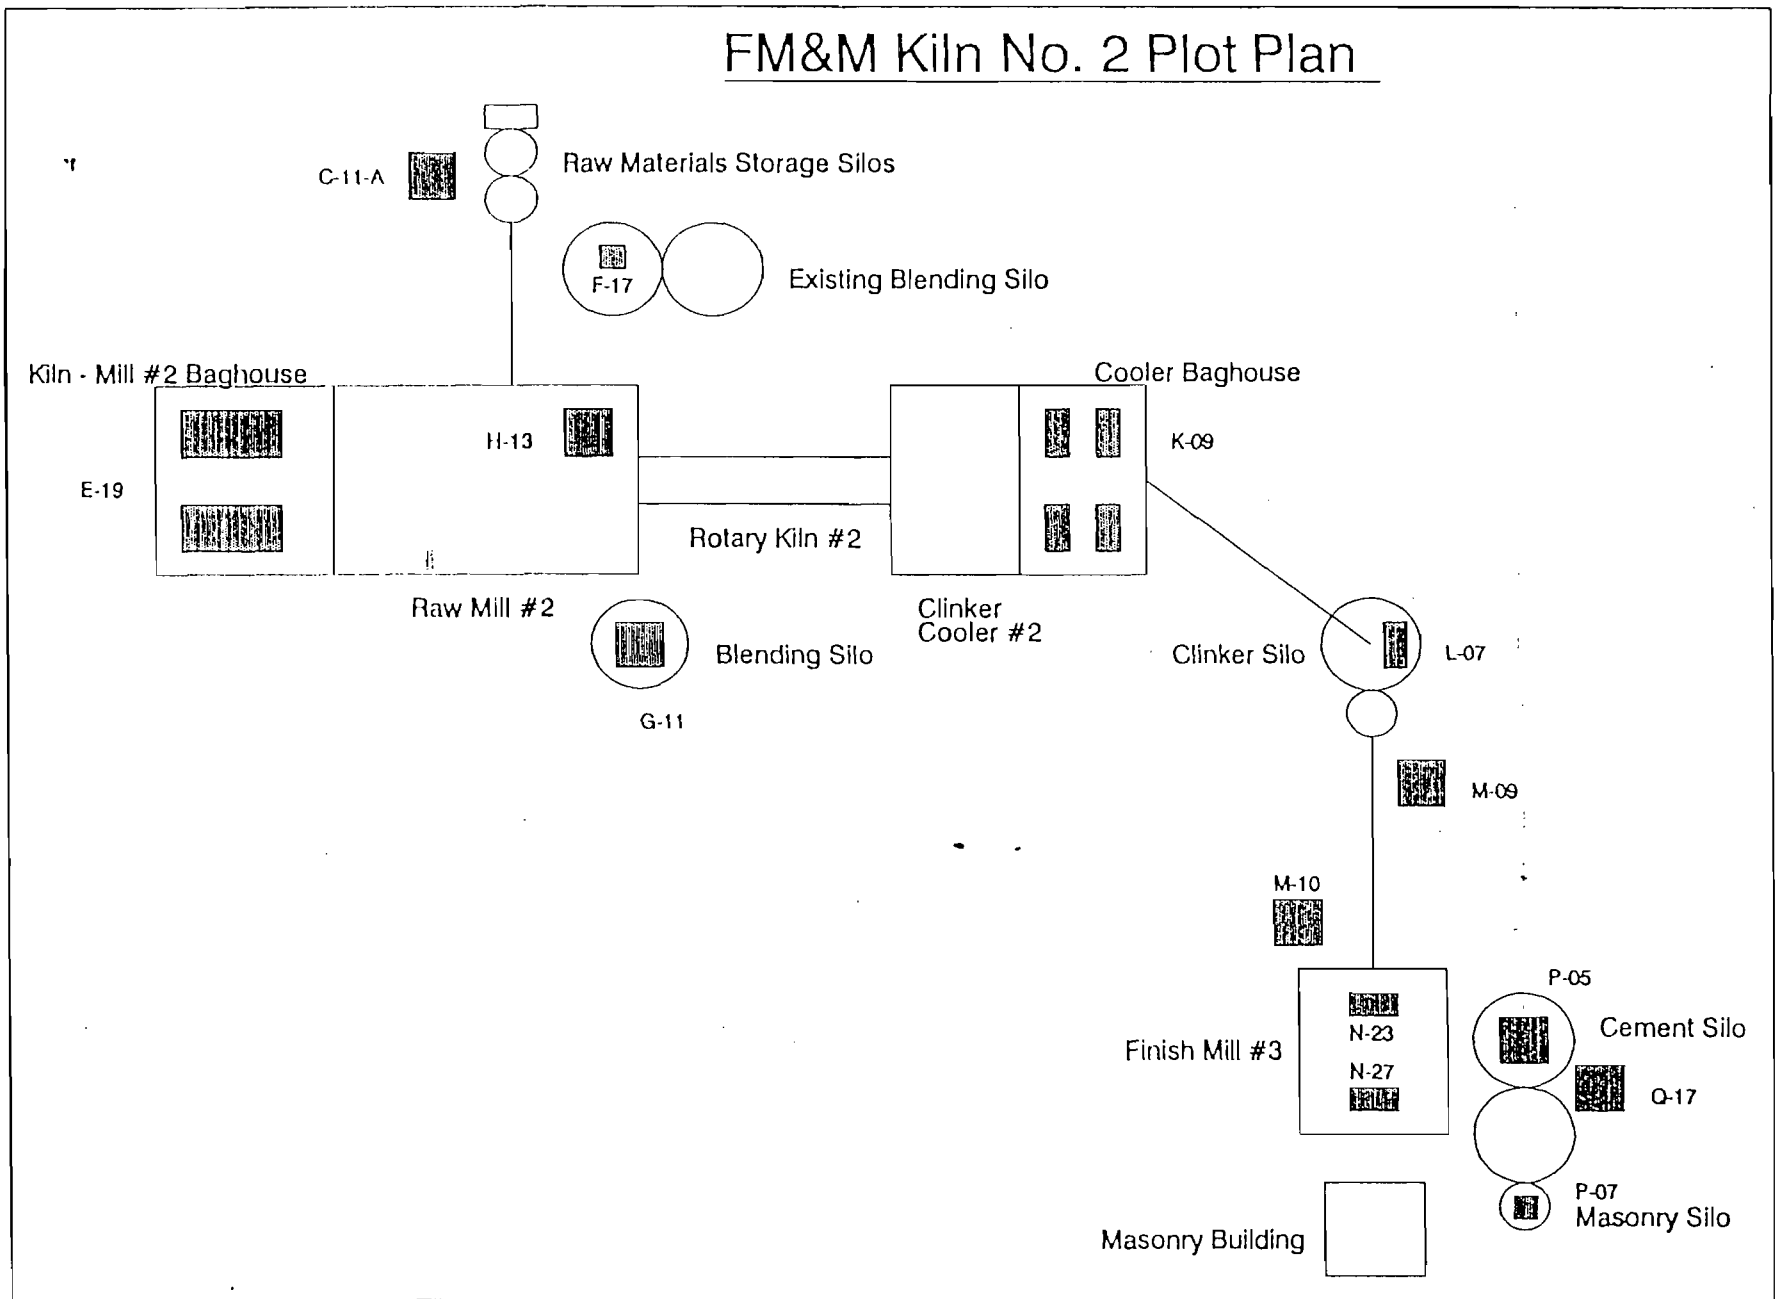 FM&M Kiln No. 2 Plot Plan
C-11-A
Raw Materials Storage Silos
F-17
Existing Blending Silo
Kiln - Mill #2 Baghouse
Cooler Baghouse
H-13
K-09
E-19
Rotary Kiln #2
Raw Mill #2
Clinker
Cooler #2
Blending Silo
Clinker Silo
L-07
G-11
M-09
M-10
P-05
Cement Silo
N-23
Finish Mill #3
N-27
Q-17
P-07
Masonry Silo
Masonry Building